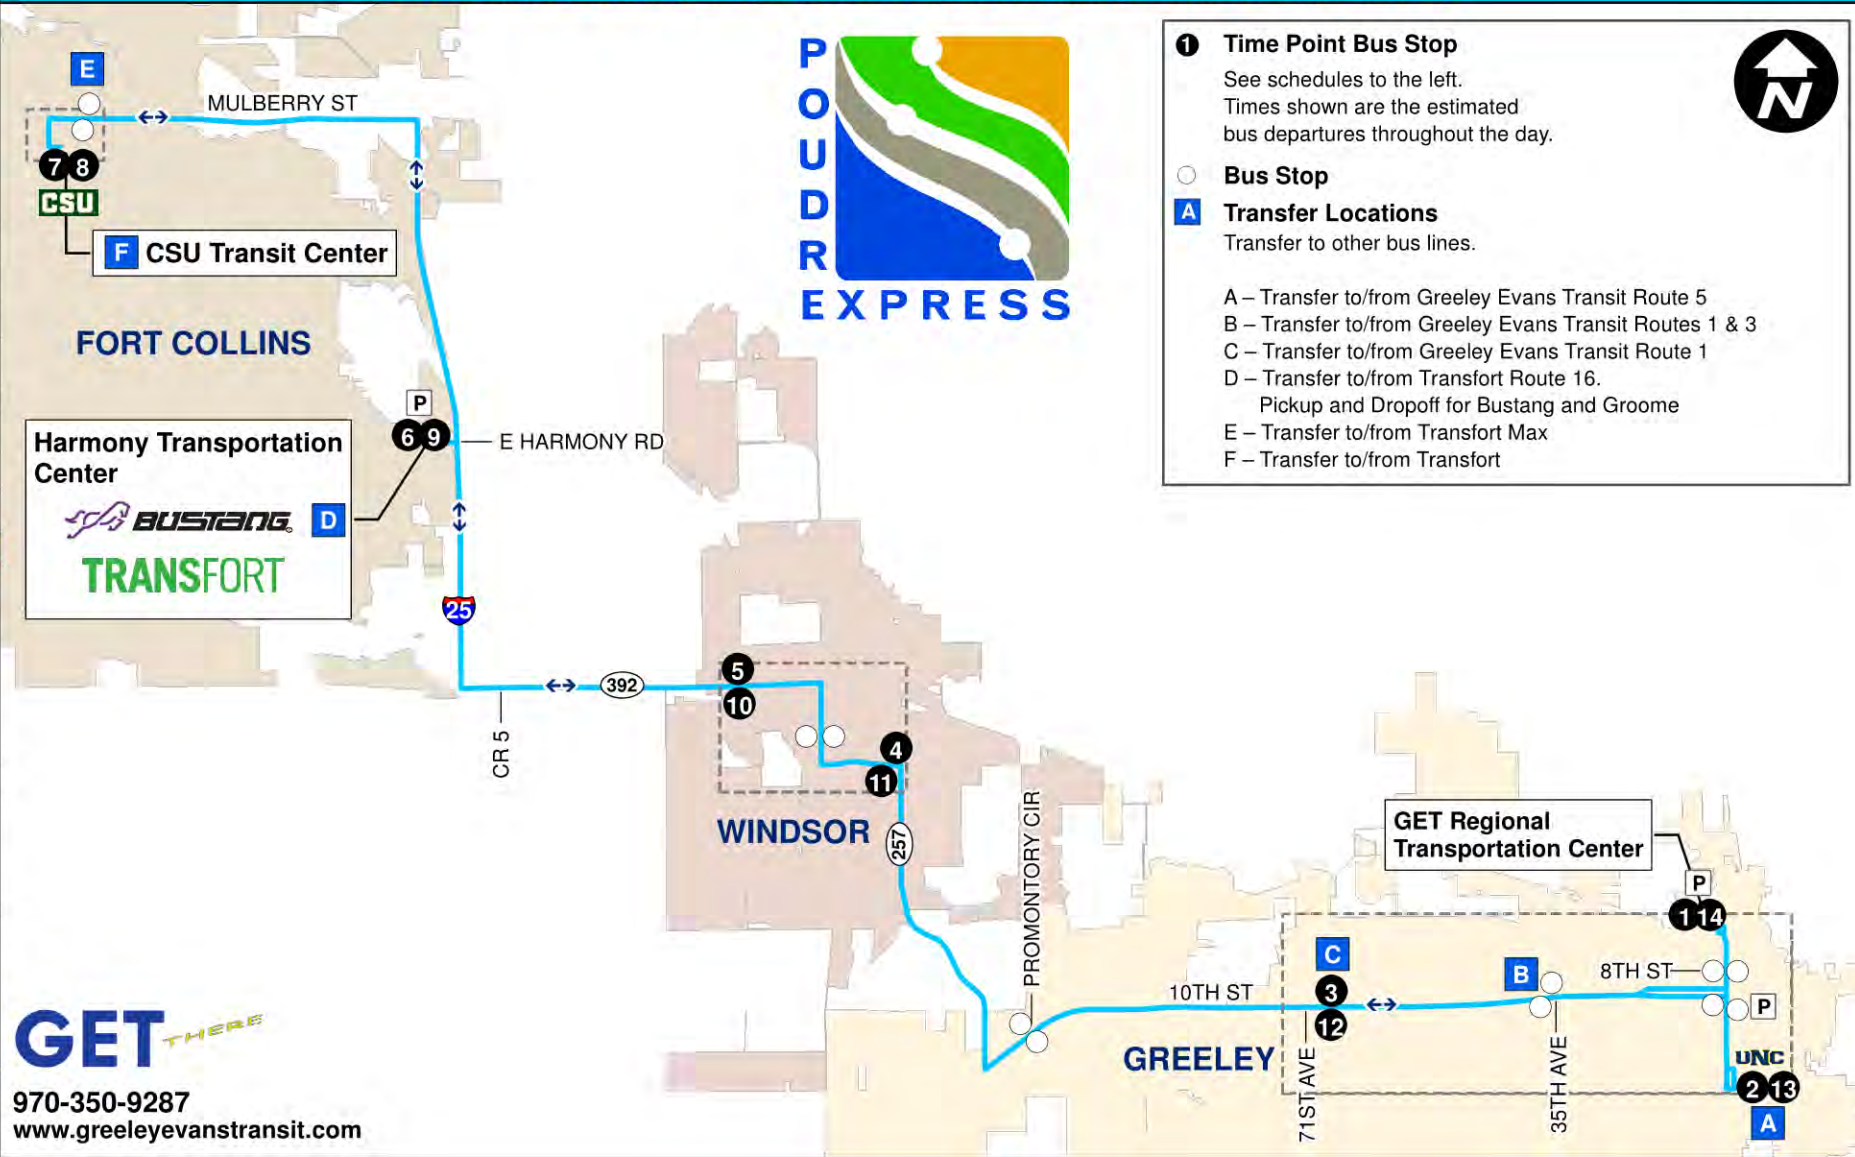 E
MULBERRY ST
7 8
CSU
F CSU Transit Center
FORT COLLINS
P
6 9
E HARMONY RD
Harmony Transportation
Center
BUSTANG
D
TRANSFORT
25
392
CR 5
5
10
4
11
WINDSOR
257
PROMONTORY CIR
POUDR
EXPRESS
1 Time Point Bus Stop
See schedules to the left.
Times shown are the estimated
bus departures throughout the day.
N
Bus Stop
A Transfer Locations
Transfer to other bus lines.
A – Transfer to/from Greeley Evans Transit Route 5
B – Transfer to/from Greeley Evans Transit Routes 1 & 3
C – Transfer to/from Greeley Evans Transit Route 1
D – Transfer to/from Transfort Route 16.
Pickup and Dropoff for Bustang and Groome
E – Transfer to/from Transfort Max
F – Transfer to/from Transfort
GET Regional
Transportation Center
P
1 14
C
3
12
10TH ST
B
8TH ST
P
GREELEY
71ST AVE
35TH AVE
UNC
2 13
A
GET THERE
970-350-9287
www.greeleyevanstransit.com